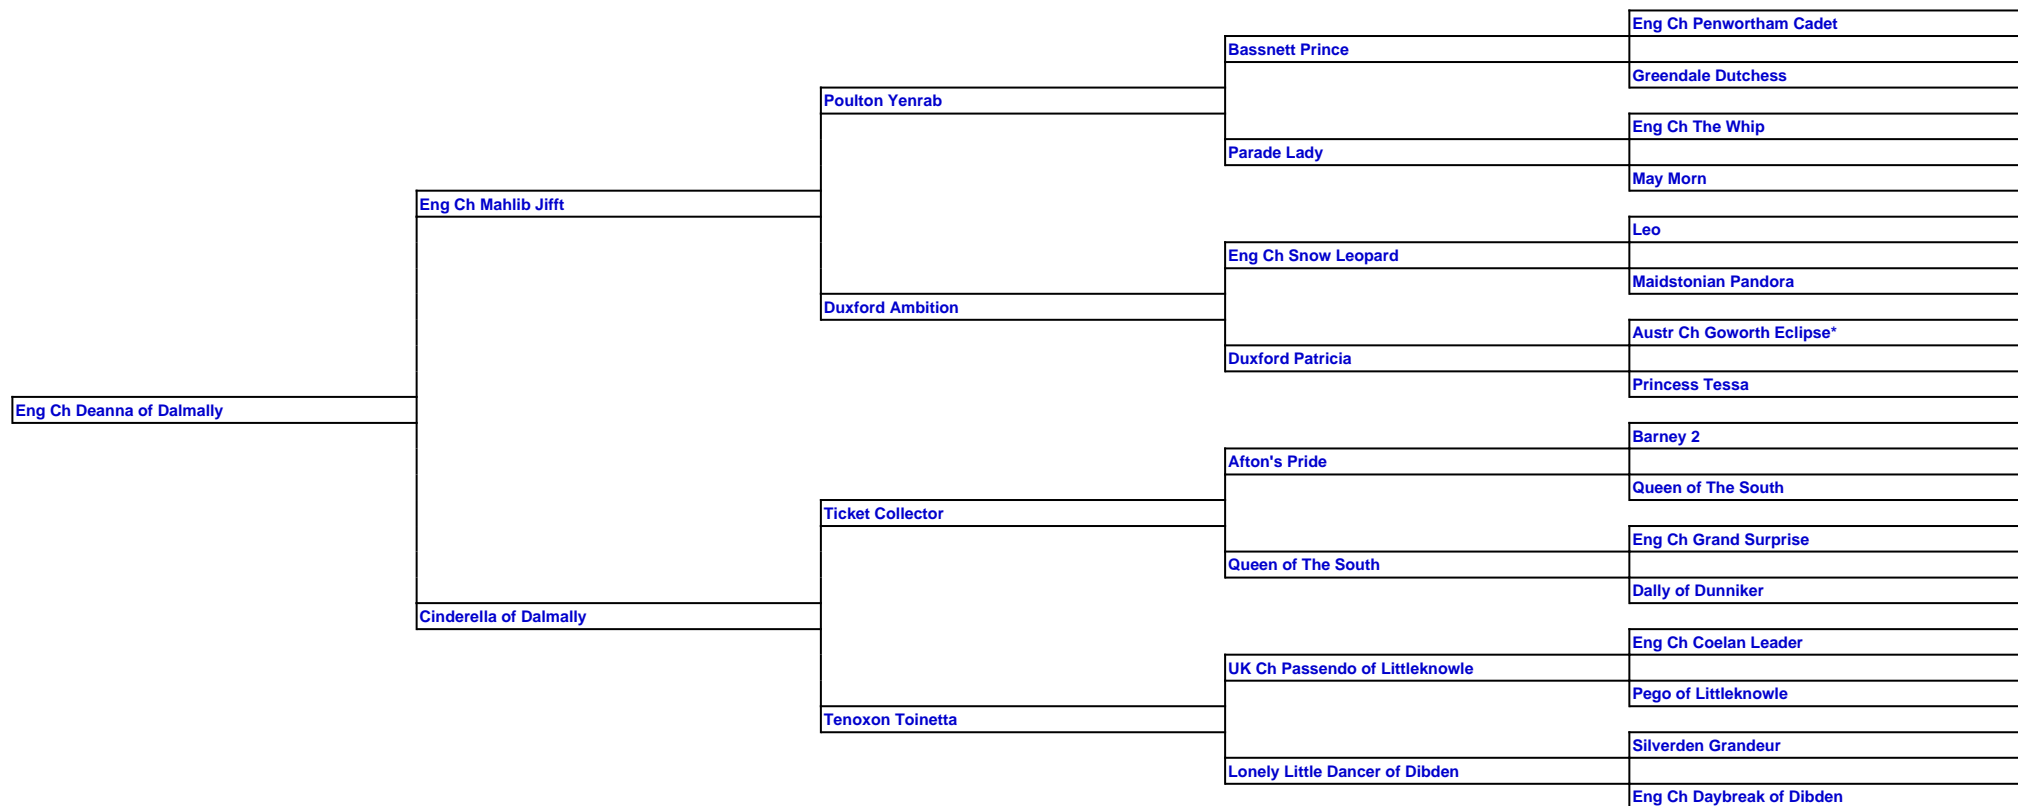 Eng Ch Penwortham Cadet
Bassnett Prince
Greendale Dutchess
Poulton Yenrab
Eng Ch The Whip
Parade Lady
May Morn
Eng Ch Mahlib Jifft
Leo
Eng Ch Snow Leopard
Maidstonian Pandora
Duxford Ambition
Austr Ch Goworth Eclipse*
Duxford Patricia
Princess Tessa
Eng Ch Deanna of Dalmally
Barney 2
Afton's Pride
Queen of The South
Ticket Collector
Eng Ch Grand Surprise
Queen of The South
Dally of Dunniker
Cinderella of Dalmally
Eng Ch Coelan Leader
UK Ch Passendo of Littleknowle
Pego of Littleknowle
Tenoxon Toinetta
Silverden Grandeur
Lonely Little Dancer of Dibden
Eng Ch Daybreak of Dibden